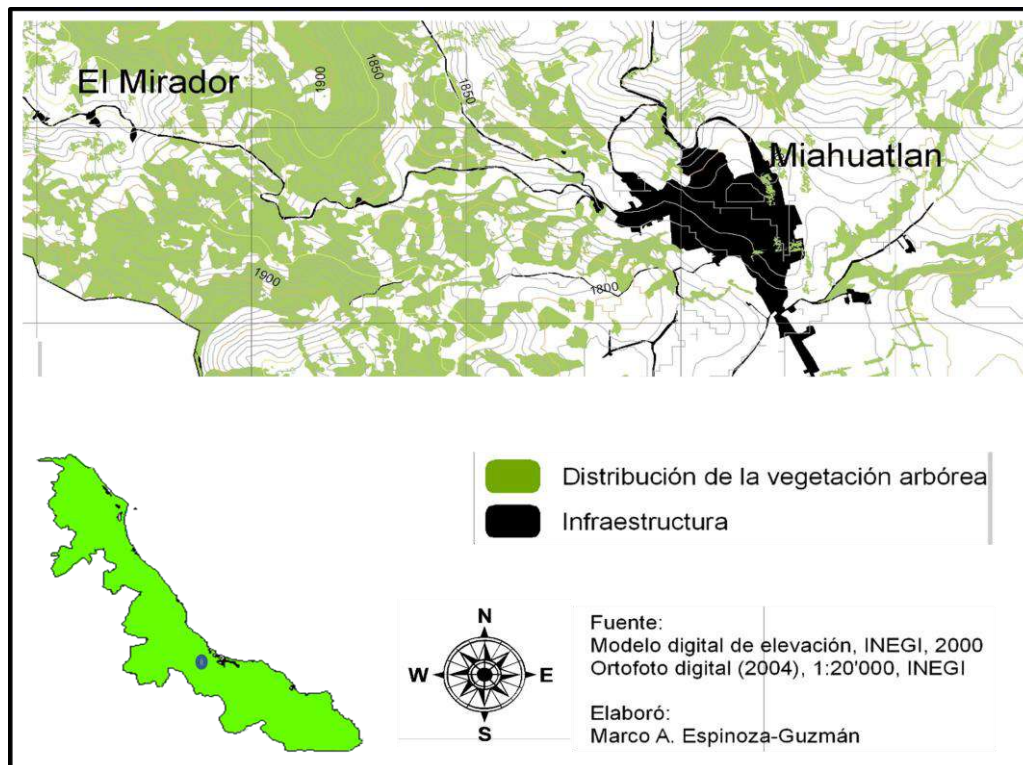 El Mirador
1900
1850
1850
Miahuatlan
1900
1800
Distribución de la vegetación arbórea
Infraestructura
N
W E
S
Fuente:
Modelo digital de elevación, INEGI, 2000
Ortofoto digital (2004), 1:20'000, INEGI
Elaboró:
Marco A. Espinoza-Guzmán